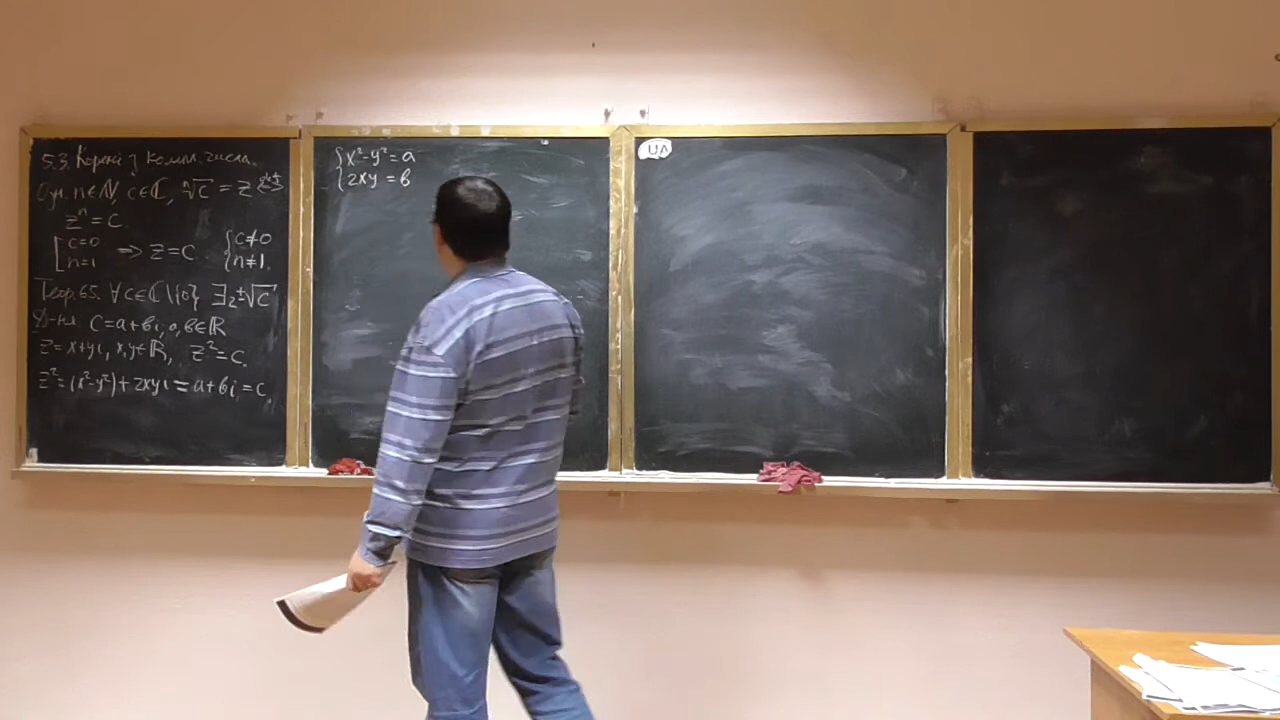 5.3. Корені з компл. числа.
n∈ℕ, c∈ℂ, ⁿ√c = z
zⁿ = c.
[ c=0 n=1 ⇒ z=c. { c≠0 n≠1.
Теор. 65. ∀c∈ℂ\{0} ∃₂ ±√c
Д-ня. c=a+bi, a,b∈ℝ
z=x+yi, x,y∈ℝ, z²=c.
z²=(x²-y²)+2xyi=a+bi=c.
{ x²-y²=a
2xy=b
UA